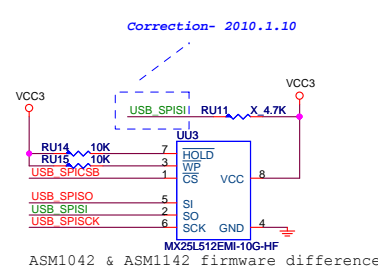 Correction- 2010.1.10
VCC3
VCC3
USB_SPISI RU11 X_4.7K
UU3
RU14 10K
RU15 10K
7 HOLD
3 WP
USB_SPICSB 1 CS VCC 8
USB_SPISO 5 SI
USB_SPISI 2 SO
USB_SPISCK 6 SCK GND 4
MX25L512EMI-10G-HF
ASM1042 & ASM1142 firmware difference